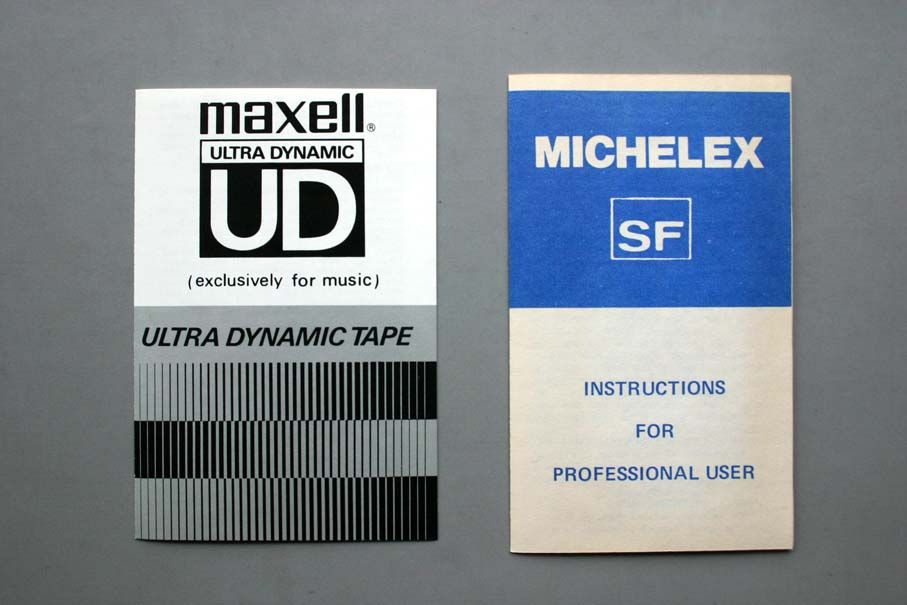 maxell®
ULTRA DYNAMIC
UD
(exclusively for music)
ULTRA DYNAMIC TAPE
MICHELEX
SF
INSTRUCTIONS
FOR
PROFESSIONAL USER